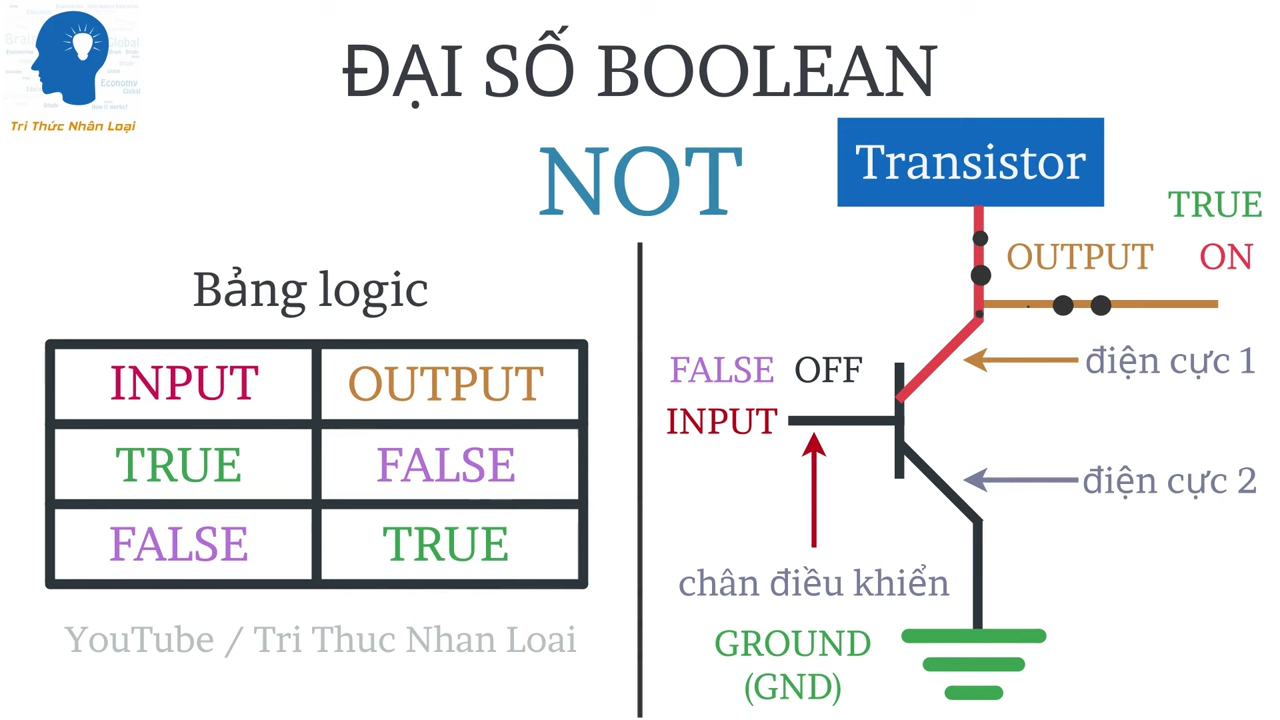 Tri Thức Nhân Loại
Economy
Global
ĐẠI SỐ BOOLEAN
NOT
Transistor
TRUE
OUTPUT ON
Bảng logic
INPUT OUTPUT
TRUE FALSE
FALSE TRUE
YouTube / Tri Thuc Nhan Loai
FALSE OFF
INPUT
điện cực 1
điện cực 2
chân điều khiển
GROUND
(GND)